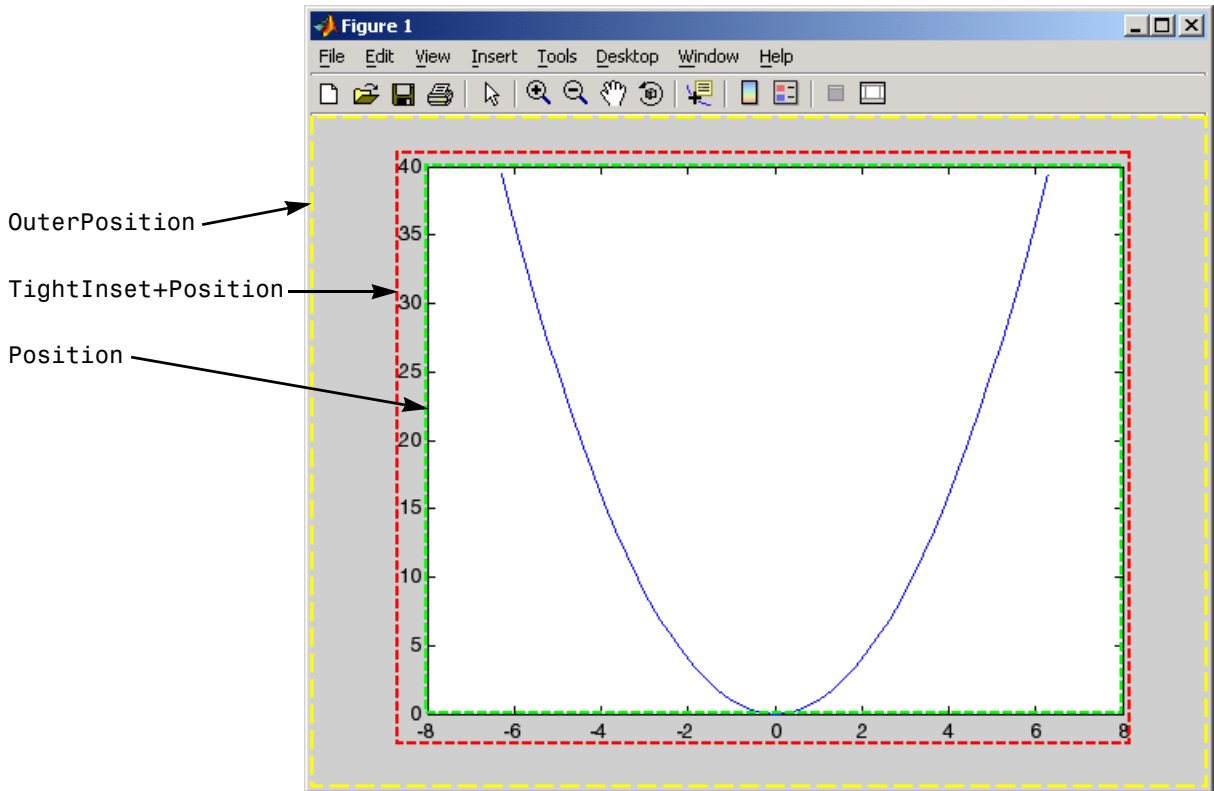 Figure 1
File Edit View Insert Tools Desktop Window Help
OuterPosition
TightInset+Position
Position
40
35
30
25
20
15
10
5
0
-8 -6 -4 -2 0 2 4 6 8